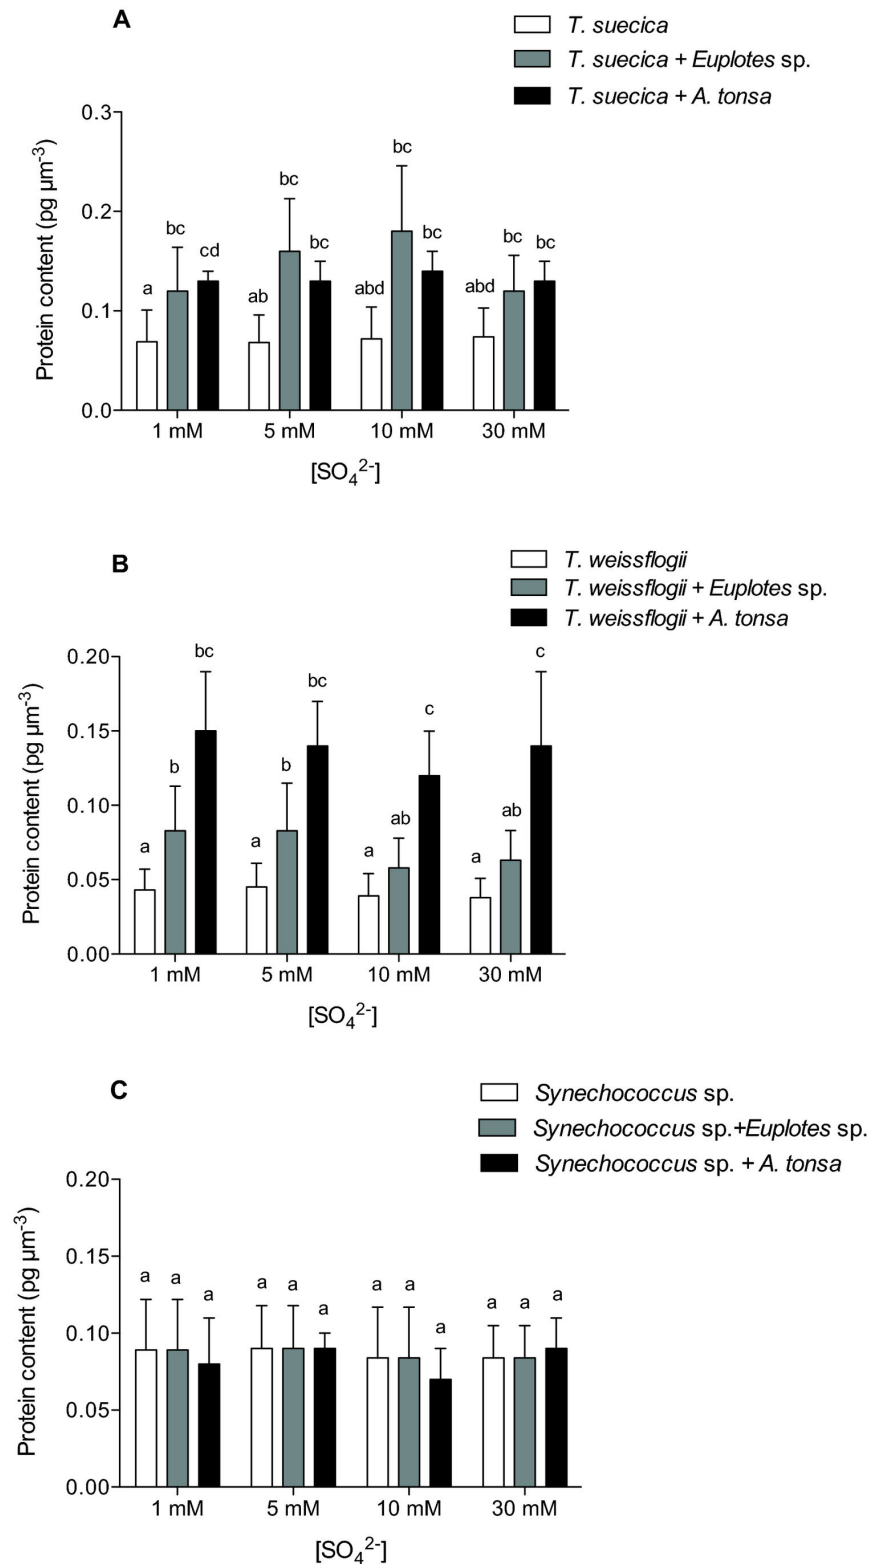 A
T. suecica
T. suecica + Euplotes sp.
T. suecica + A. tonsa
Protein content (pg µm-3)
0.3
0.2
0.1
0.0
a bc cd ab bc bc abd bc bc abd bc bc
1 mM 5 mM 10 mM 30 mM
[SO42-]
B
T. weissflogii
T. weissflogii + Euplotes sp.
T. weissflogii + A. tonsa
Protein content (pg µm-3)
0.20
0.15
0.10
0.05
0.00
a b bc a b bc a ab c a ab c
1 mM 5 mM 10 mM 30 mM
[SO42-]
C
Synechococcus sp.
Synechococcus sp.+Euplotes sp.
Synechococcus sp. + A. tonsa
Protein content (pg µm-3)
0.20
0.15
0.10
0.05
0.00
a a a a a a a a a a a a
1 mM 5 mM 10 mM 30 mM
[SO42-]